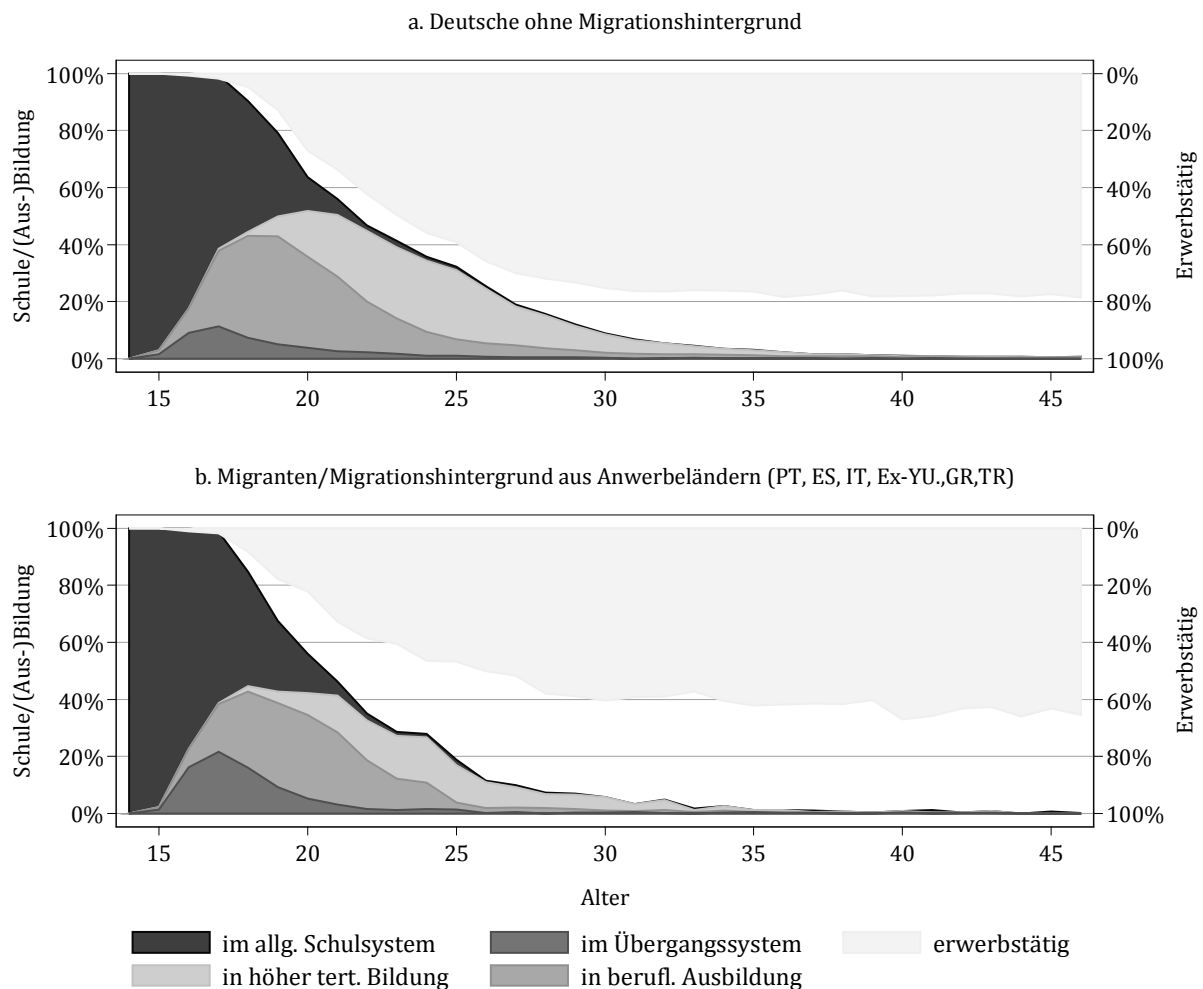 a. Deutsche ohne Migrationshintergrund
Schule/(Aus-)Bildung
100%
80%
60%
40%
20%
0%
0%
20%
40%
60%
80%
100%
Erwerbstätig
15 20 25 30 35 40 45
b. Migranten/Migrationshintergrund aus Anwerbeländern (PT, ES, IT, Ex-YU.,GR,TR)
Schule/(Aus-)Bildung
100%
80%
60%
40%
20%
0%
0%
20%
40%
60%
80%
100%
Erwerbstätig
15 20 25 30 35 40 45
Alter
im allg. Schulsystem im Übergangssystem erwerbstätig
in höher tert. Bildung in berufl. Ausbildung